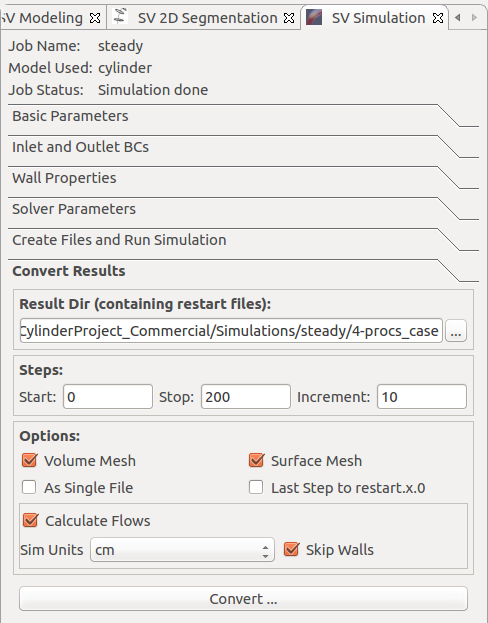 SV Modeling SV 2D Segmentation SV Simulation
Job Name: steady
Model Used: cylinder
Job Status: Simulation done
Basic Parameters
Inlet and Outlet BCs
Wall Properties
Solver Parameters
Create Files and Run Simulation
Convert Results
Result Dir (containing restart files):
CylinderProject_Commercial/Simulations/steady/4-procs_case ...
Steps:
Start: 0 Stop: 200 Increment: 10
Options:
Volume Mesh Surface Mesh
As Single File Last Step to restart.x.0
Calculate Flows
Sim Units cm Skip Walls
Convert ...